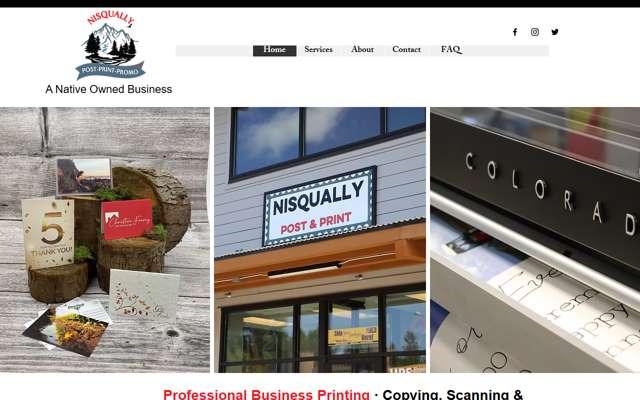 NISQUALLY
POST-PRINT-PROMO
A Native Owned Business
Home
Services
About
Contact
FAQ
5
THANK YOU!
NISQUALLY
POST & PRINT
COLORAD
Professional Business Printing · Copying, Scanning &